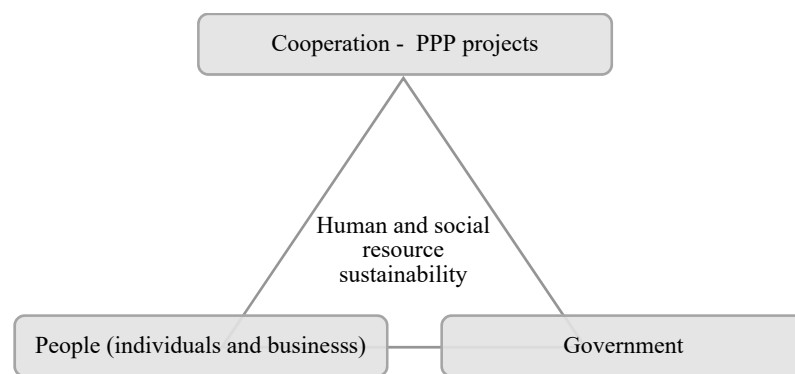 Cooperation -  PPP projects
Human and social
resource
sustainability
People (individuals and businesss)
Government